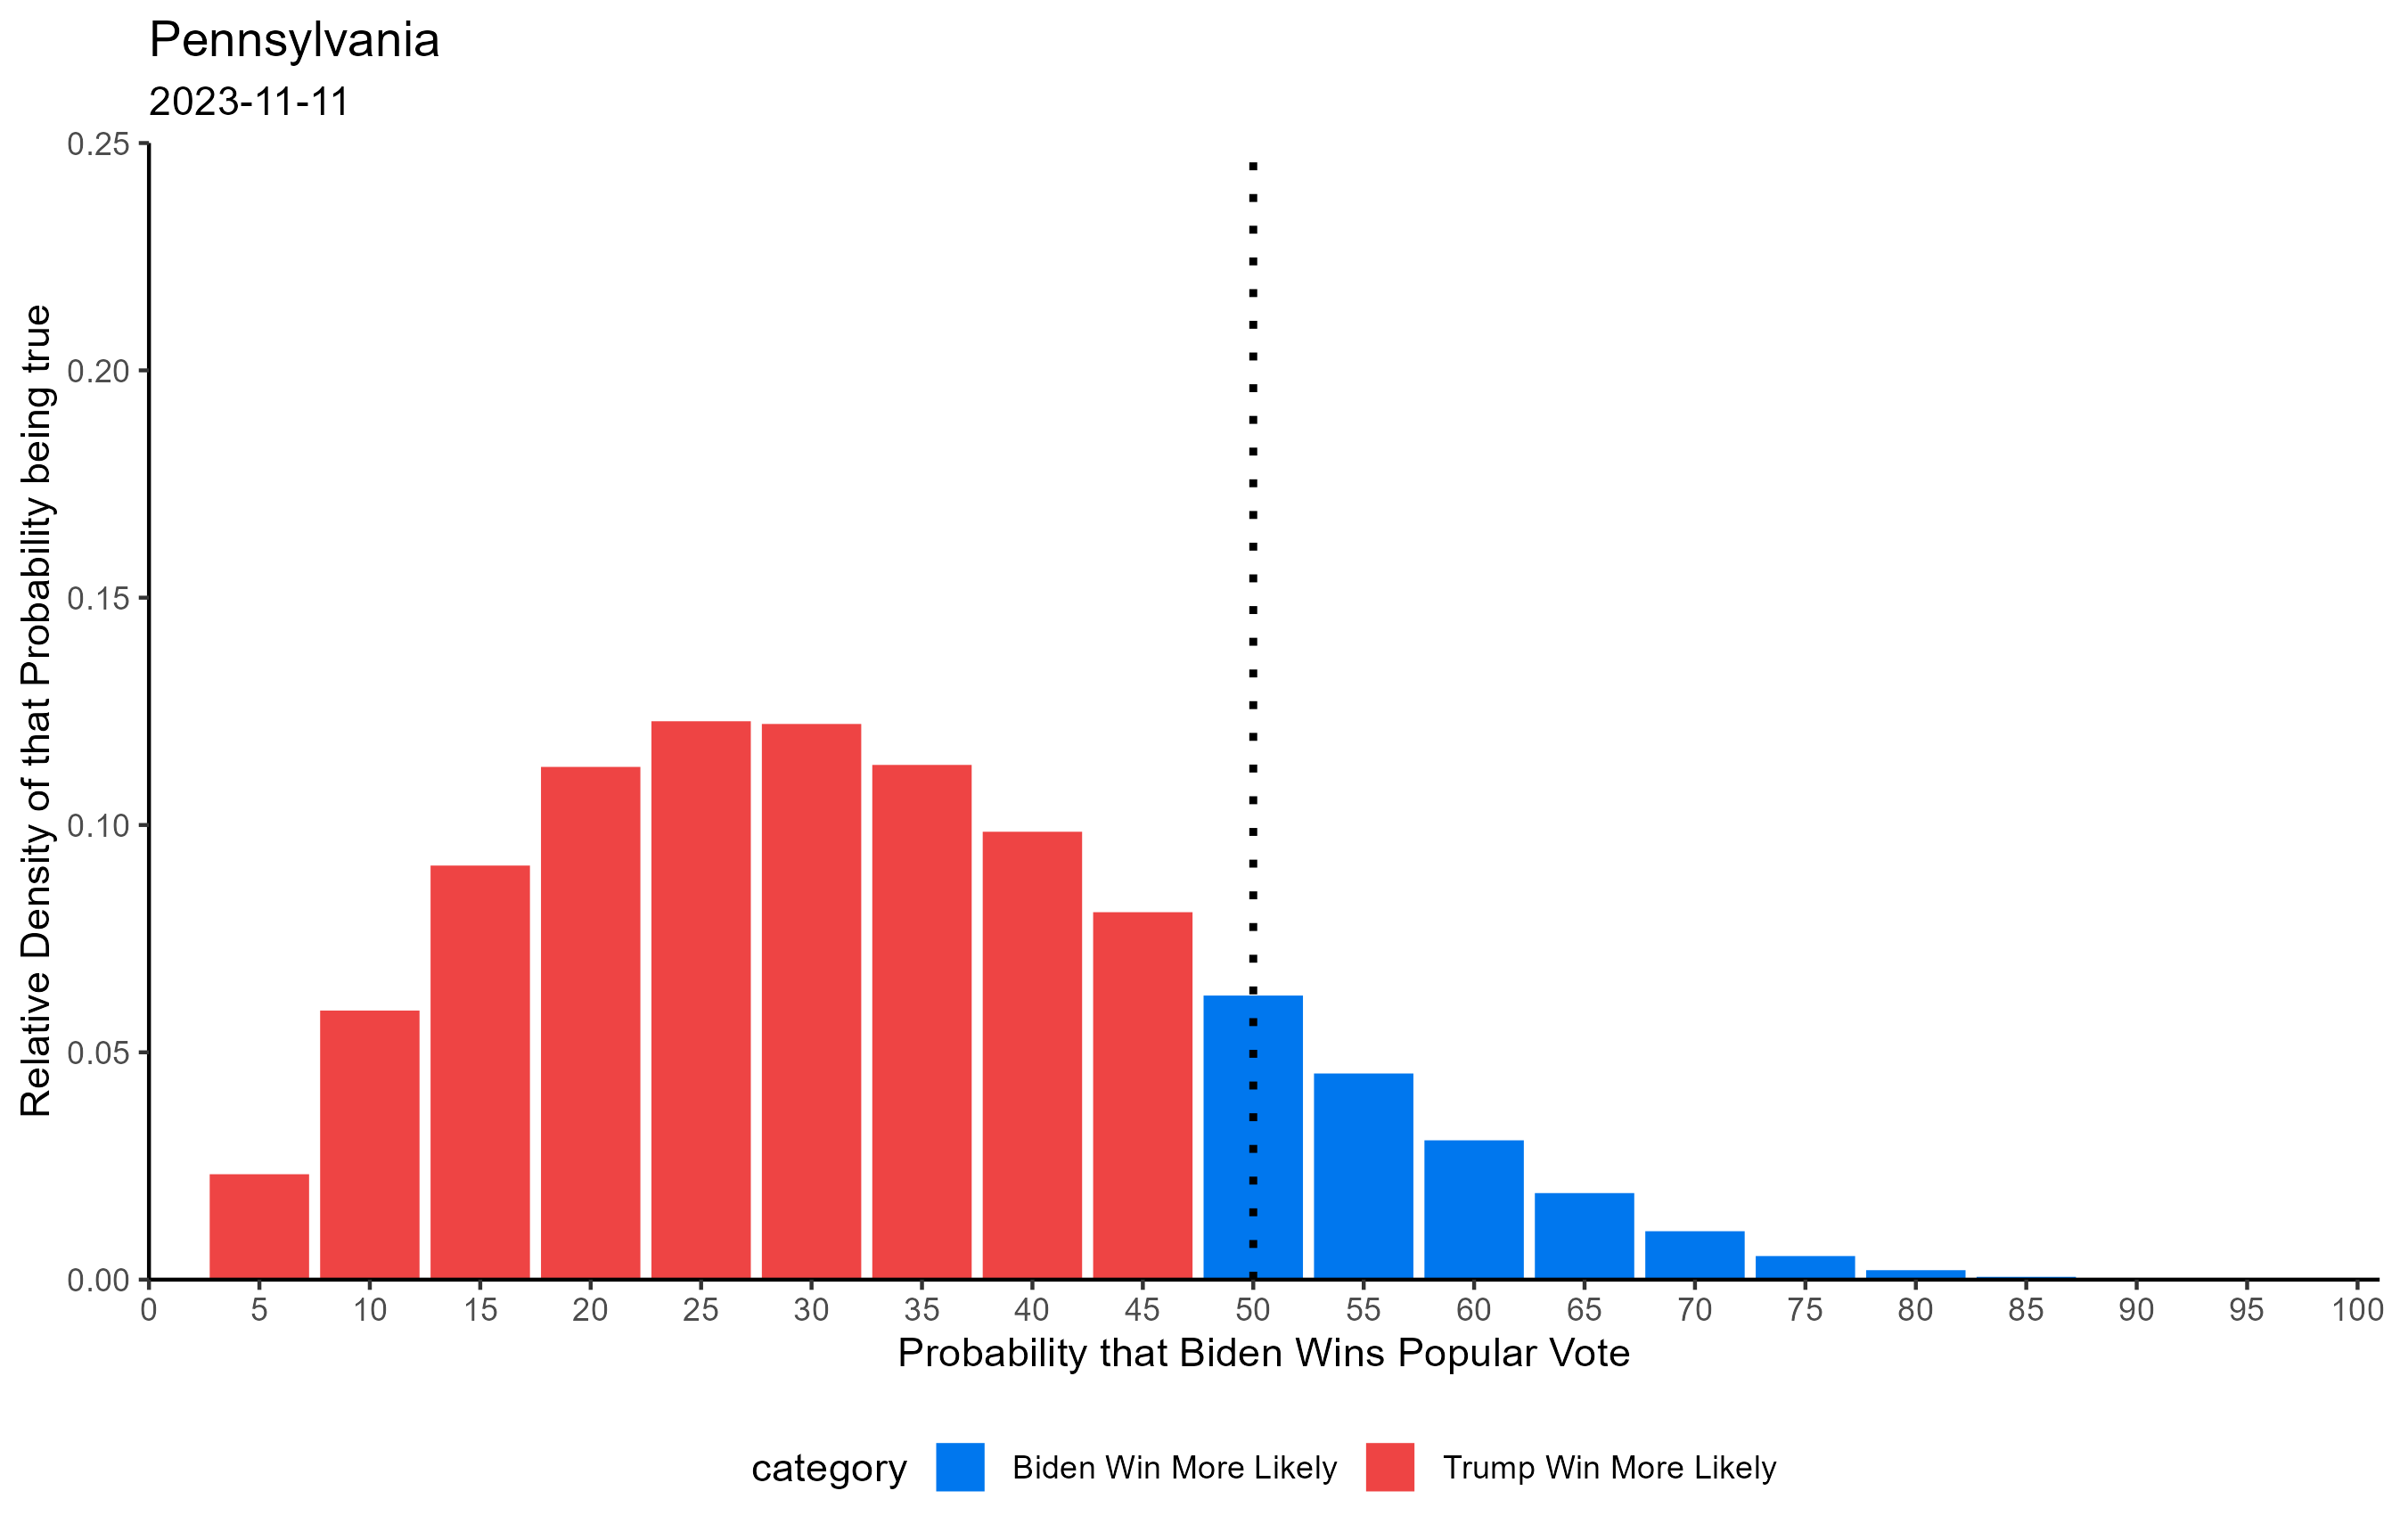 Pennsylvania
2023-11-11
Relative Density of that Probability being true
0.25
0.20
0.15
0.10
0.05
0.00
0 5 10 15 20 25 30 35 40 45 50 55 60 65 70 75 80 85 90 95 100
Probability that Biden Wins Popular Vote
category Biden Win More Likely Trump Win More Likely